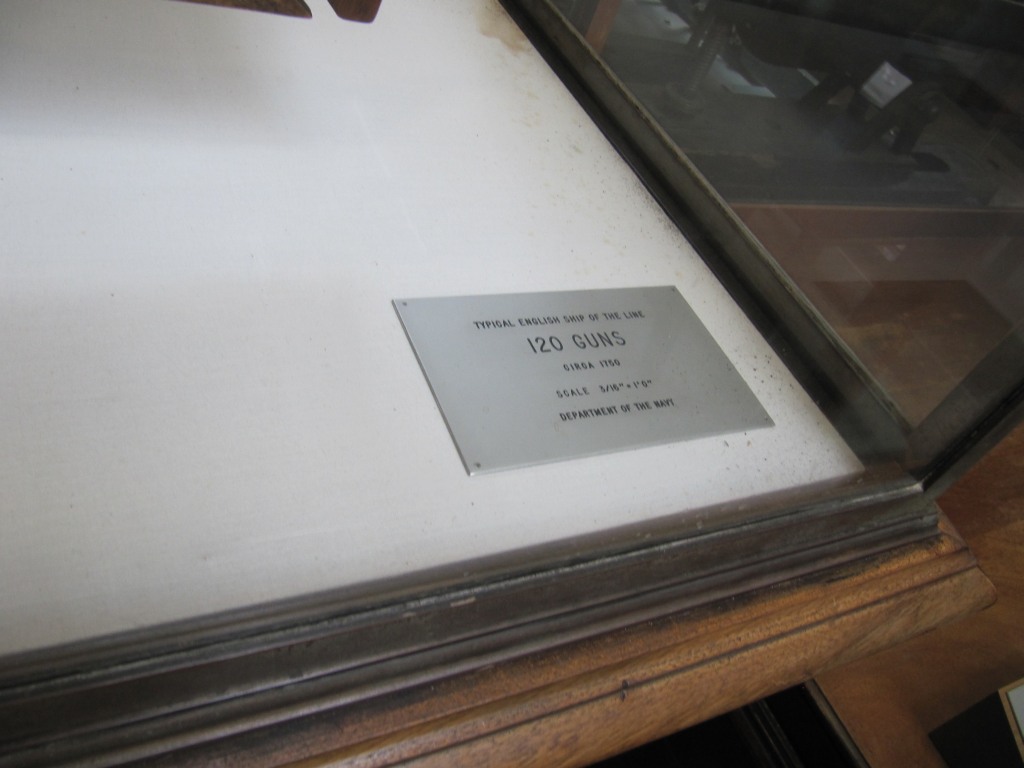 TYPICAL ENGLISH SHIP OF THE LINE
120 GUNS
CIRCA 1750
SCALE 3/16" = 1' 0"
DEPARTMENT OF THE NAVY